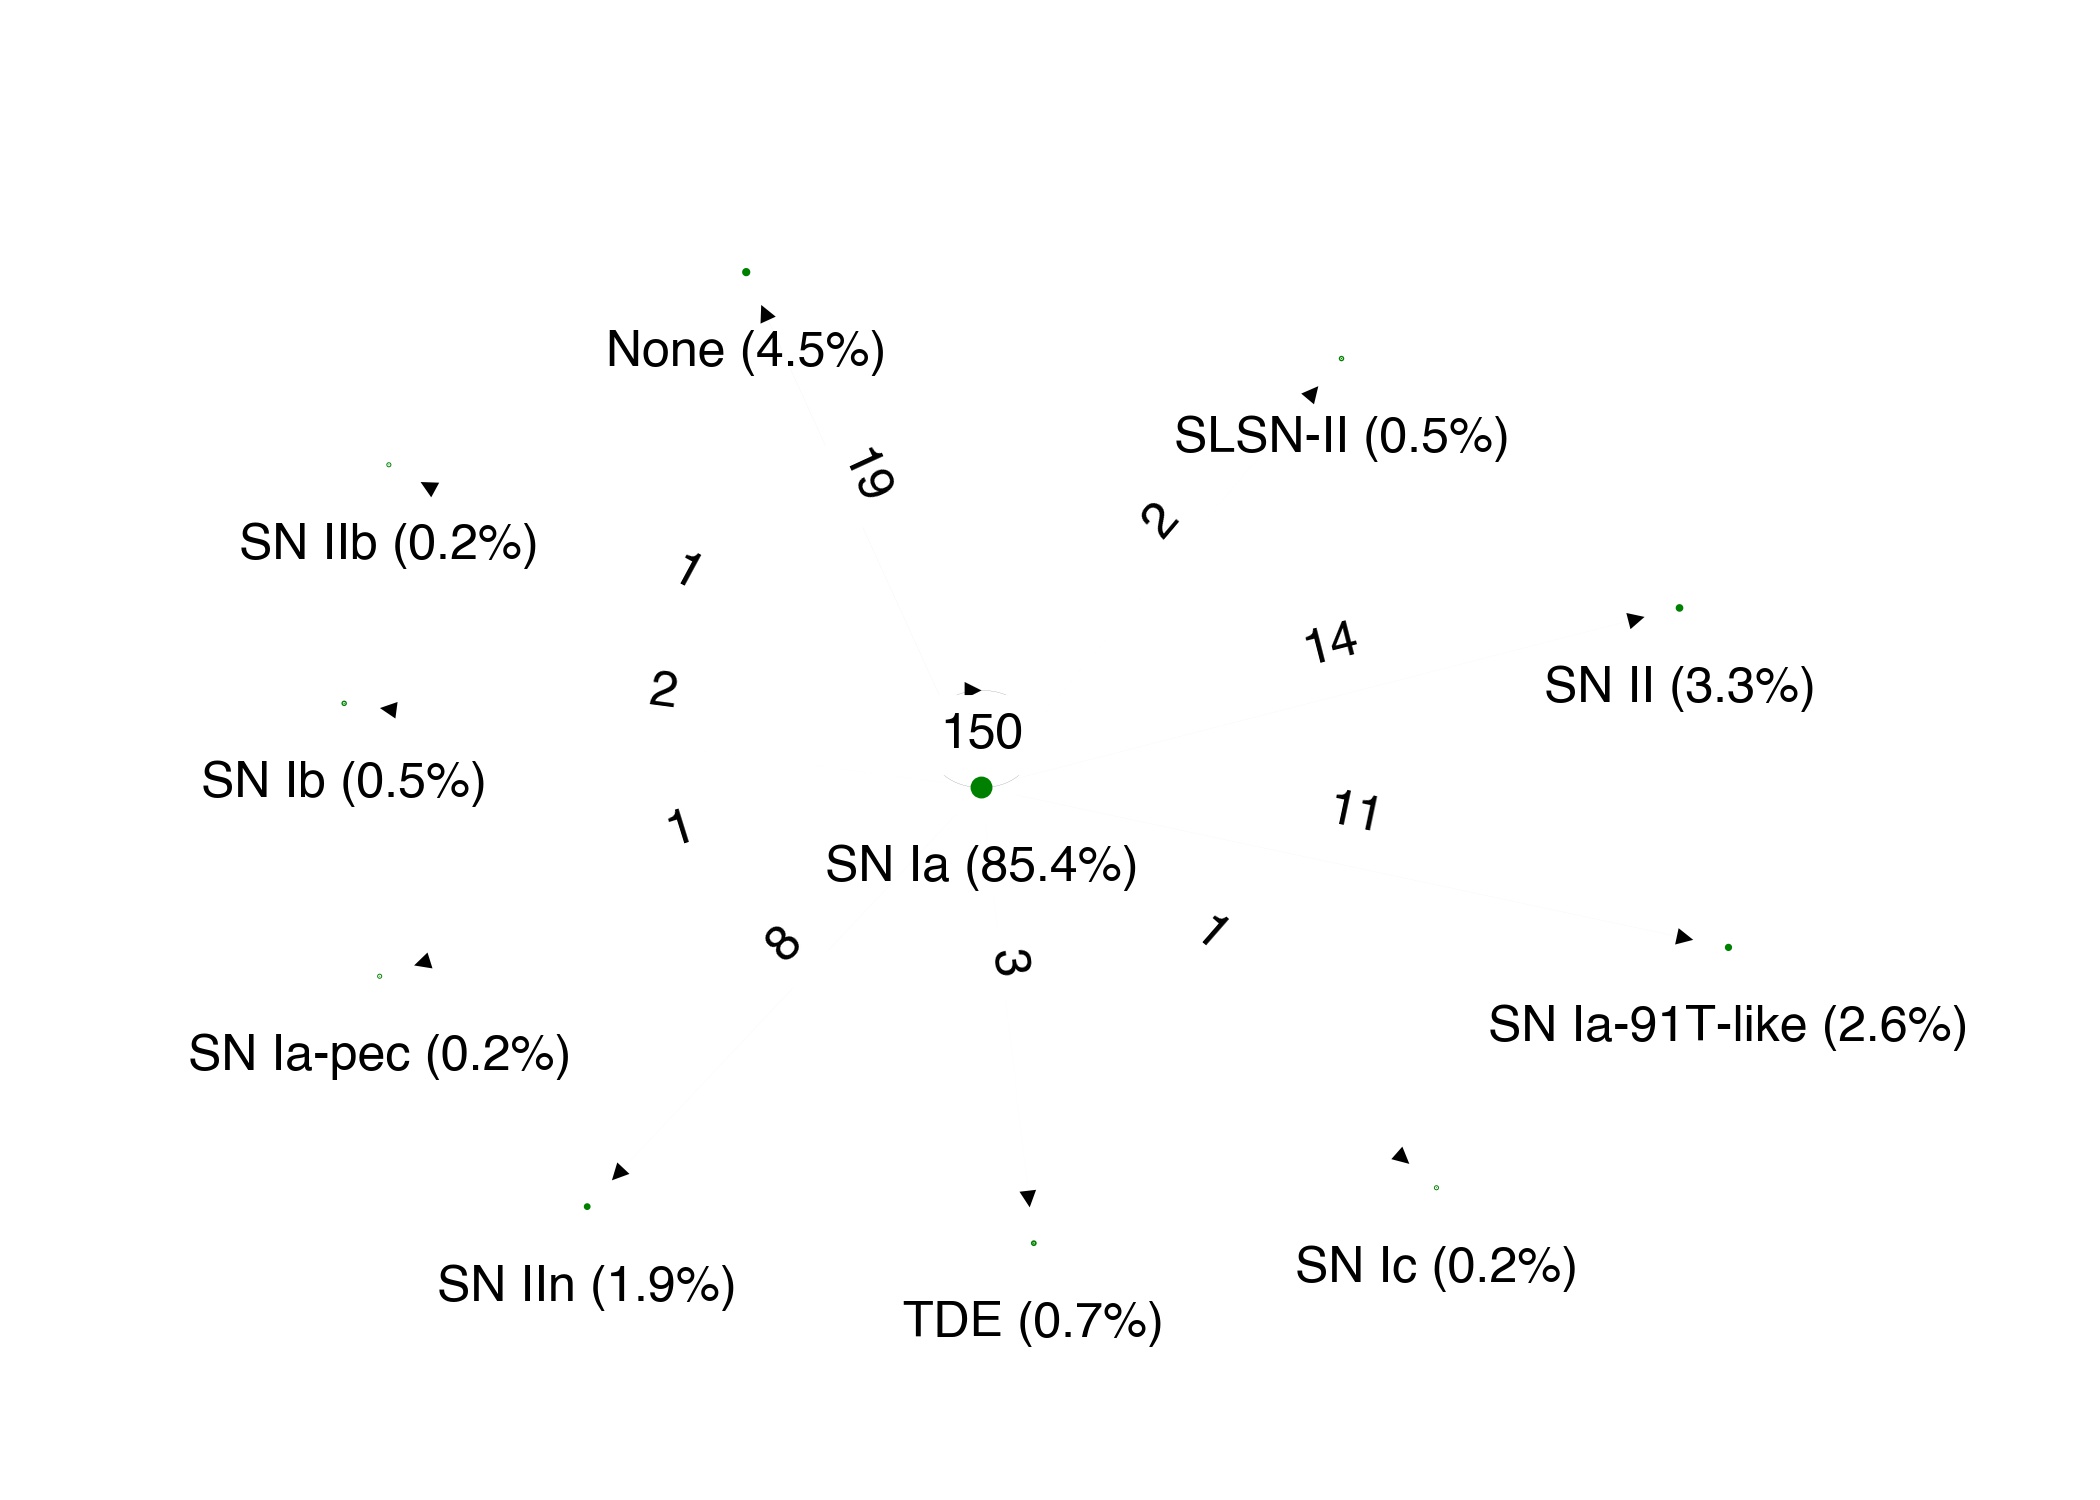 None (4.5%)
SLSN-II (0.5%)
19
2
SN IIb (0.2%)
1
14
SN II (3.3%)
2
150
SN Ib (0.5%)
1
11
SN Ia (85.4%)
8
3
1
SN Ia-pec (0.2%)
SN Ia-91T-like (2.6%)
SN IIn (1.9%)
TDE (0.7%)
SN Ic (0.2%)